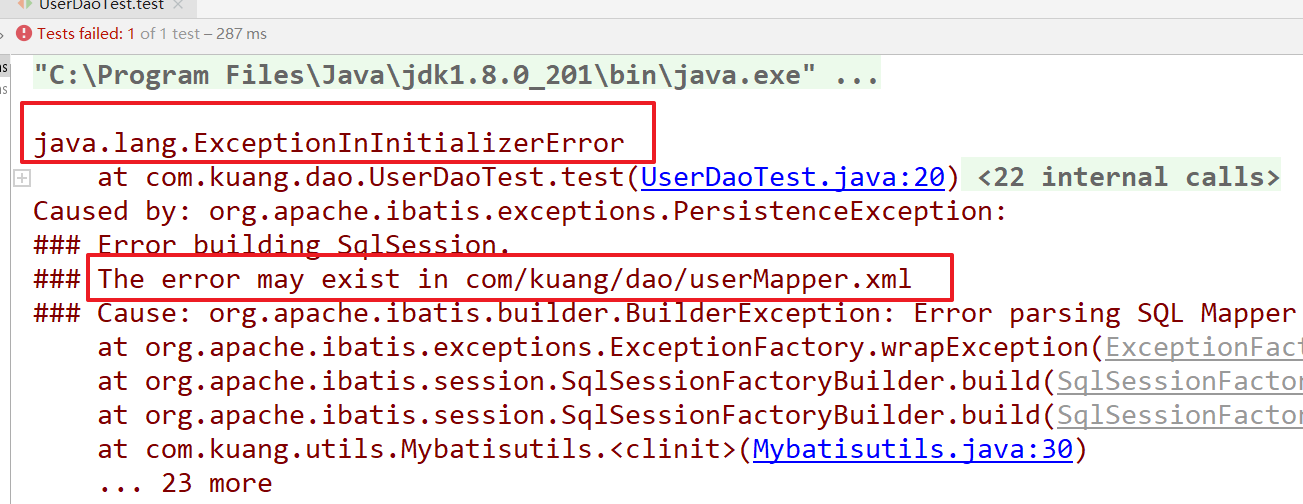 UserDaoTest.test ×
Tests failed: 1 of 1 test – 287 ms
"C:\Program Files\Java\jdk1.8.0_201\bin\java.exe" ...
java.lang.ExceptionInInitializerError
at com.kuang.dao.UserDaoTest.test(UserDaoTest.java:20) <22 internal calls>
Caused by: org.apache.ibatis.exceptions.PersistenceException:
### Error building SqlSession.
### The error may exist in com/kuang/dao/userMapper.xml
### Cause: org.apache.ibatis.builder.BuilderException: Error parsing SQL Mapper
at org.apache.ibatis.exceptions.ExceptionFactory.wrapException(ExceptionFact
at org.apache.ibatis.session.SqlSessionFactoryBuilder.build(SqlSessionFactor
at org.apache.ibatis.session.SqlSessionFactoryBuilder.build(SqlSessionFactor
at com.kuang.utils.Mybatisutils.<clinit>(Mybatisutils.java:30)
... 23 more